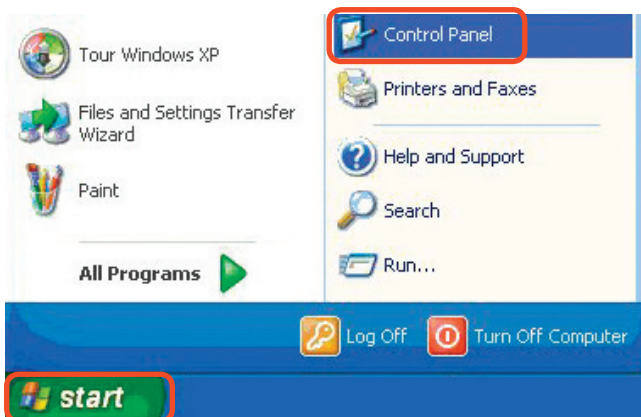 Tour Windows XP
Files and Settings Transfer
Wizard
Paint
All Programs
Control Panel
Printers and Faxes
Help and Support
Search
Run...
Log Off
Turn Off Computer
start